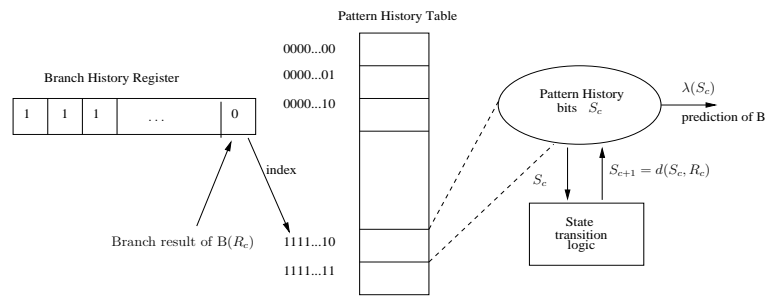 Pattern History Table
Branch History Register
1 1 1 ... 0
0000...00
0000...01
0000...10
index
Branch result of B(R_c)
1111...10
1111...11
Pattern History
bits S_c
λ(S_c)
prediction of B
S_c
S_{c+1} = d(S_c, R_c)
State
transition
logic